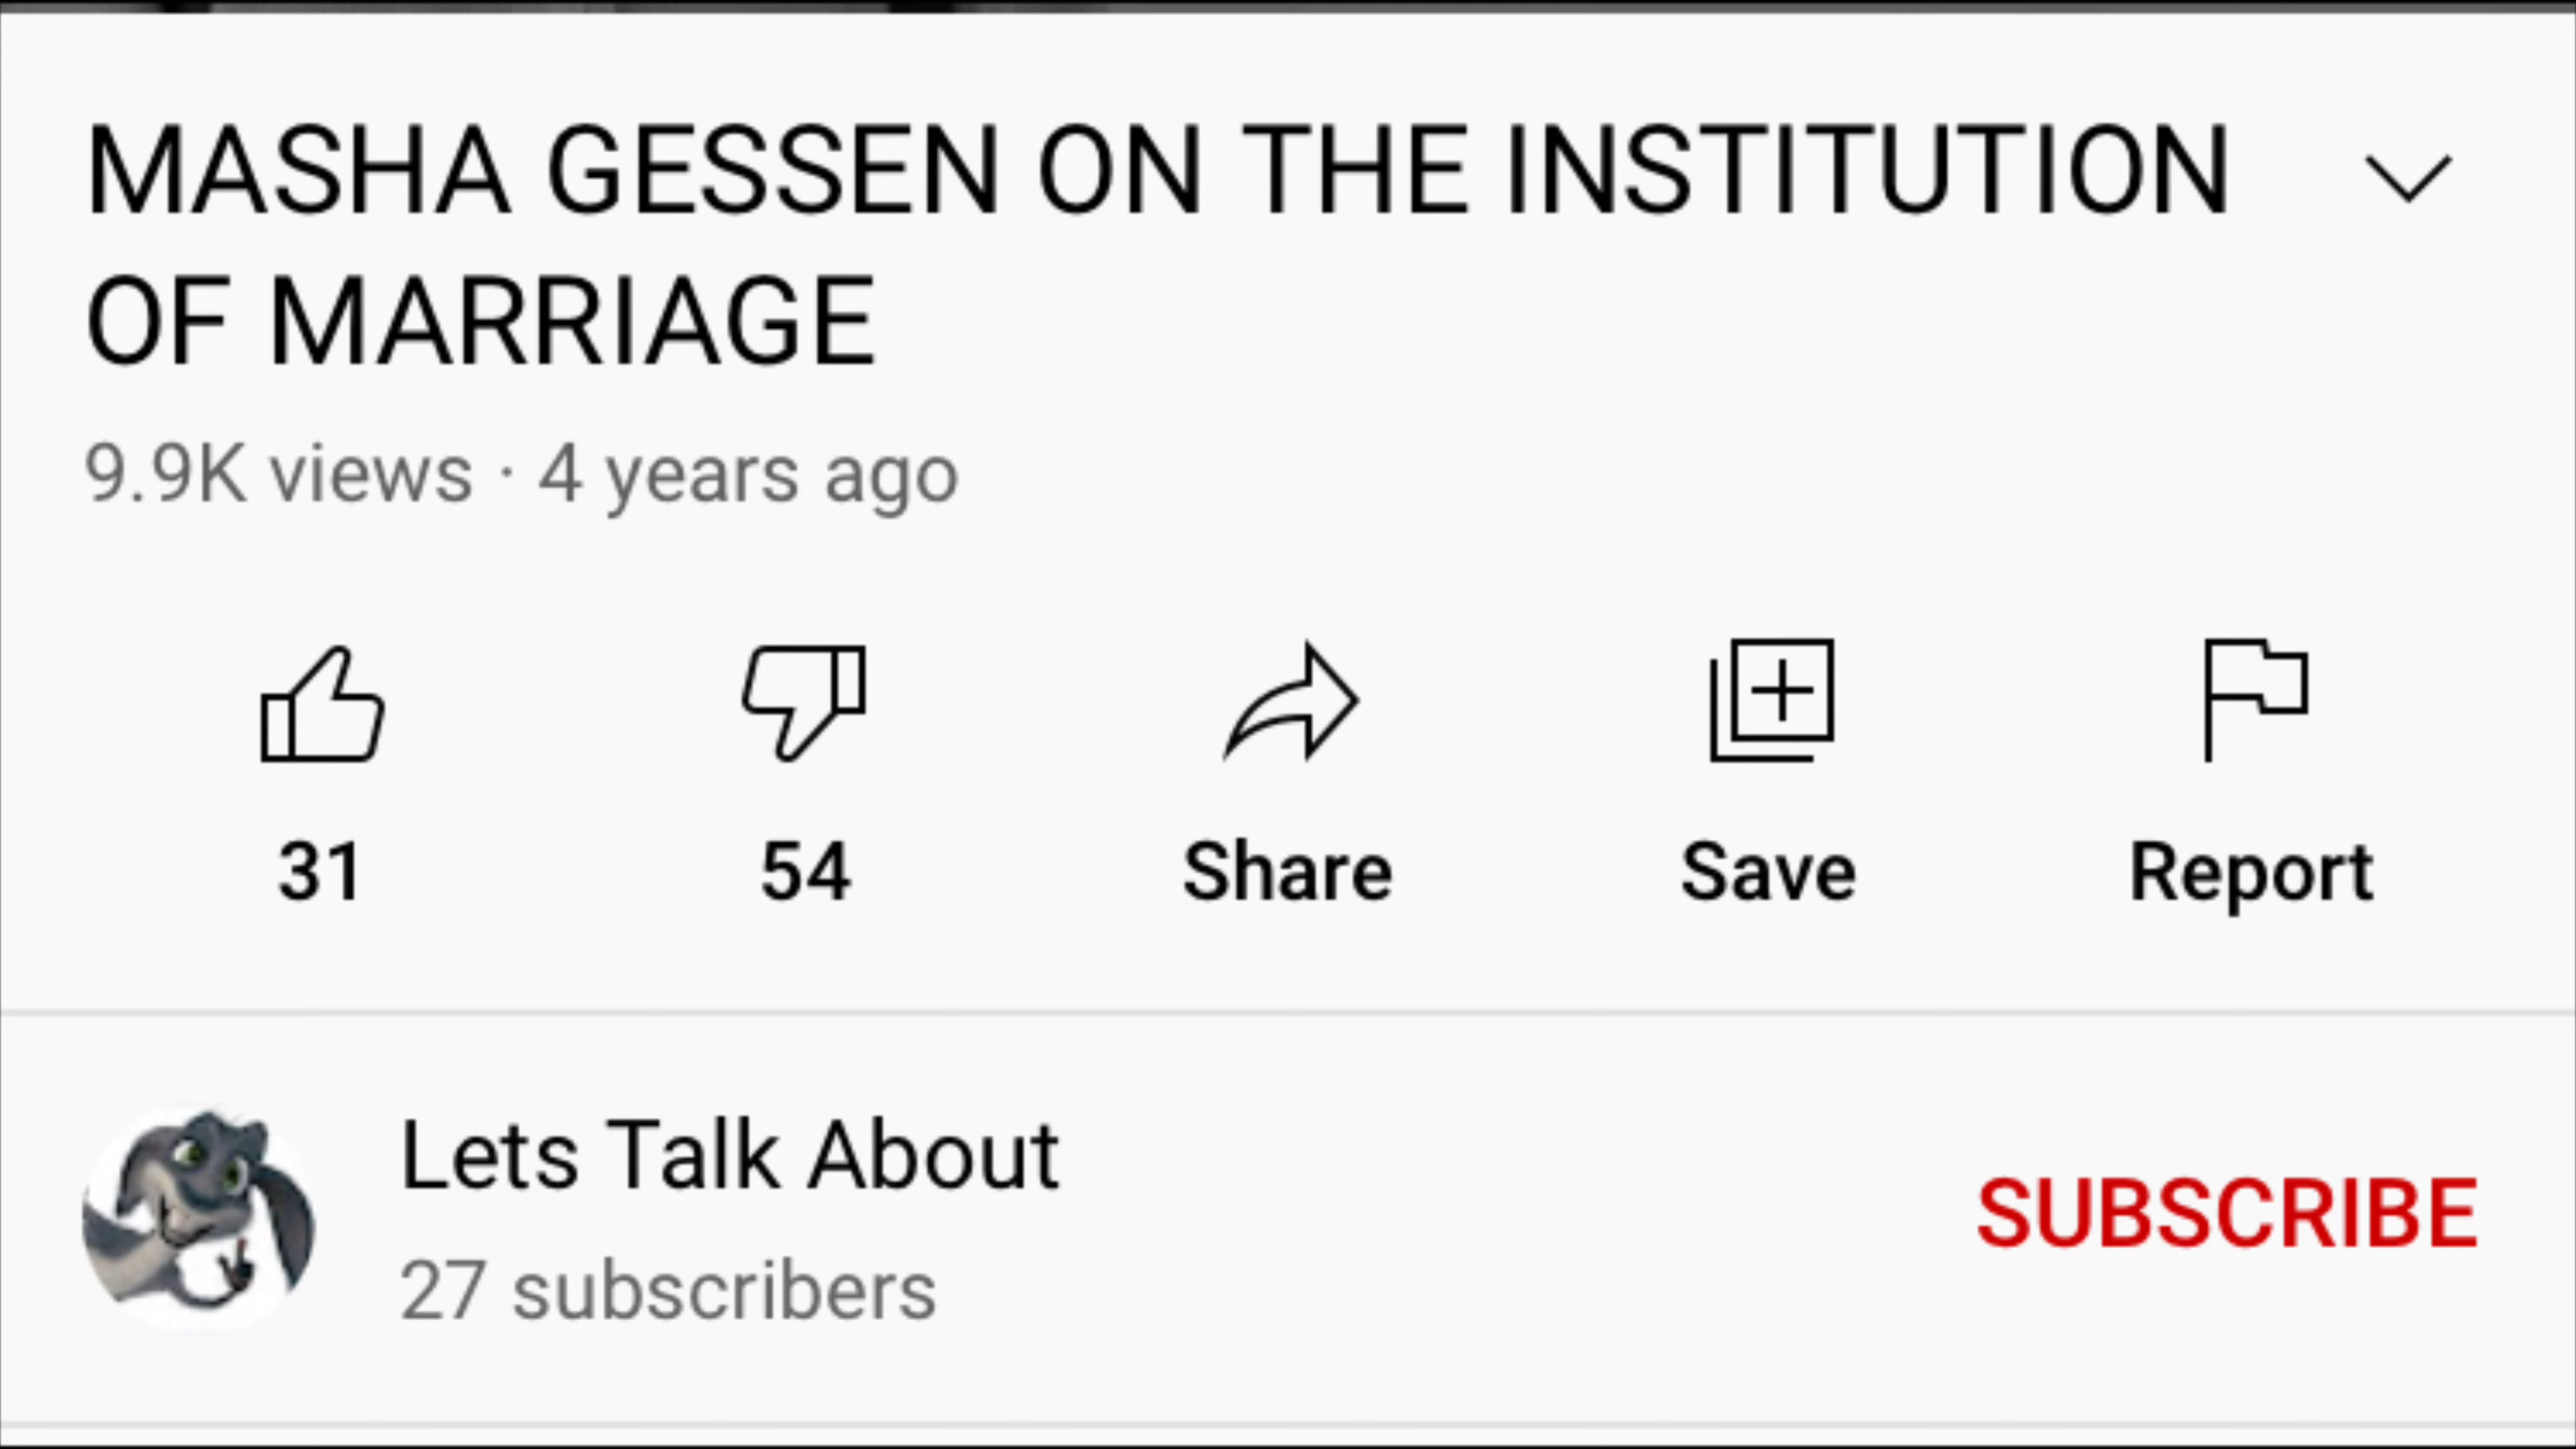 MASHA GESSEN ON THE INSTITUTION
OF MARRIAGE
9.9K views · 4 years ago
31
54
Share
Save
Report
Lets Talk About
27 subscribers
SUBSCRIBE